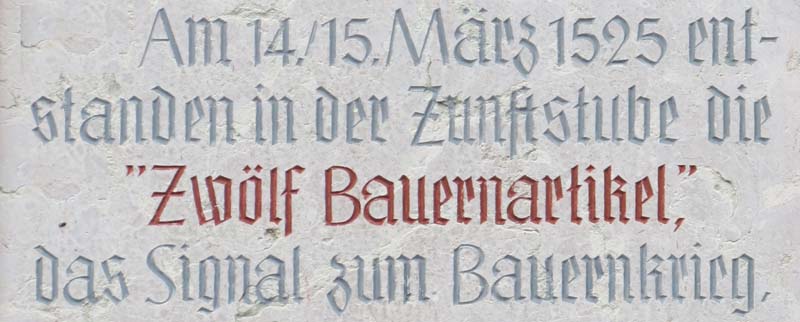 Am 14./15. März 1525 ent-
standen in der Zunftstube die
"Zwölf Bauernartikel,"
das Signal zum Bauernkrieg.